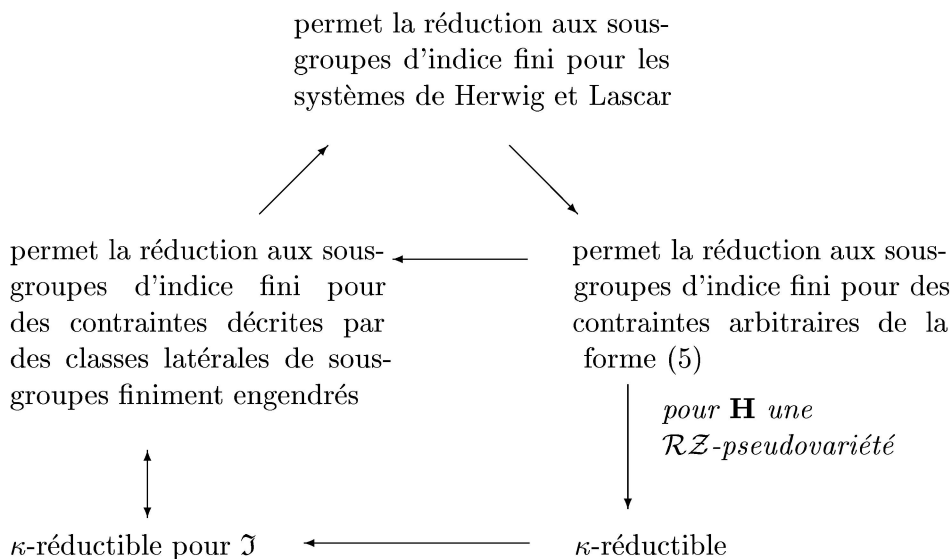 permet la réduction aux sous-
groupes d'indice fini pour les
systèmes de Herwig et Lascar
permet la réduction aux sous-
groupes d'indice fini pour
des contraintes décrites par
des classes latérales de sous-
groupes finiment engendrés
permet la réduction aux sous-
groupes d'indice fini pour des
contraintes arbitraires de la
forme (5)
pour H une
RZ-pseudovariété
κ-réductible pour ℑ
κ-réductible